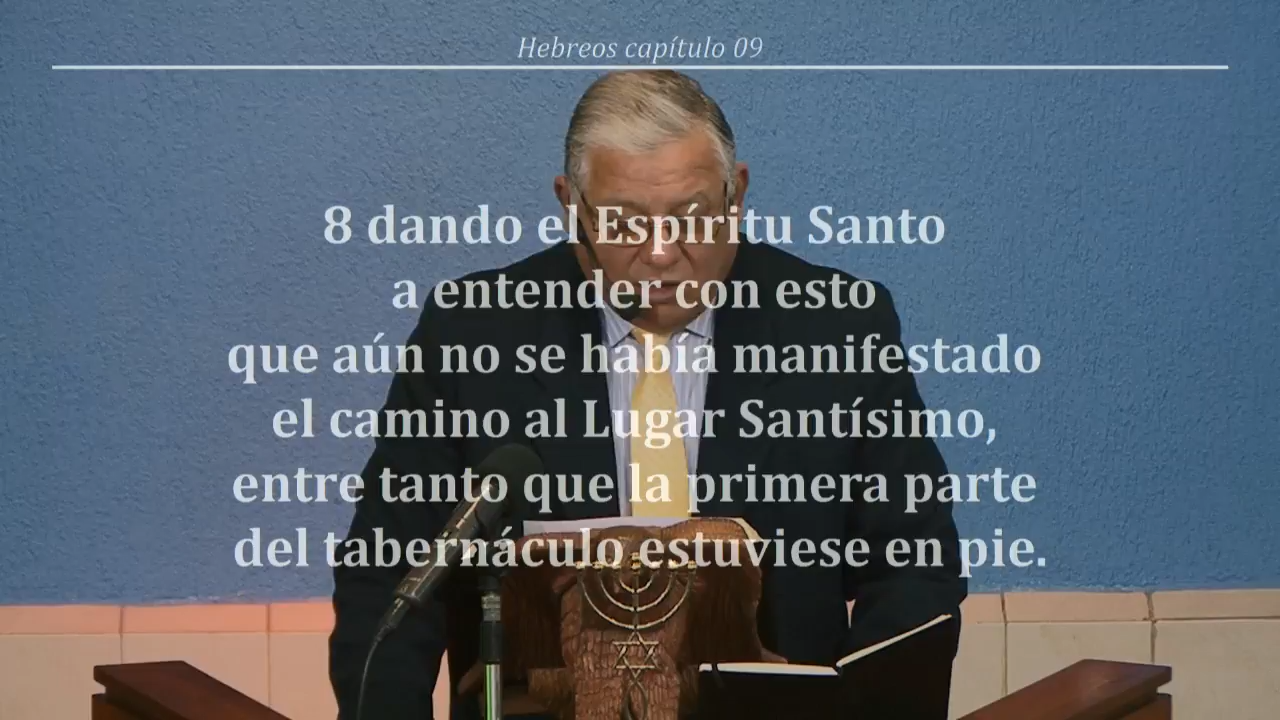 Hebreos capítulo 09
8 dando el Espíritu Santo
a entender con esto
que aún no se había manifestado
el camino al Lugar Santísimo,
entre tanto que la primera parte
del tabernáculo estuviese en pie.